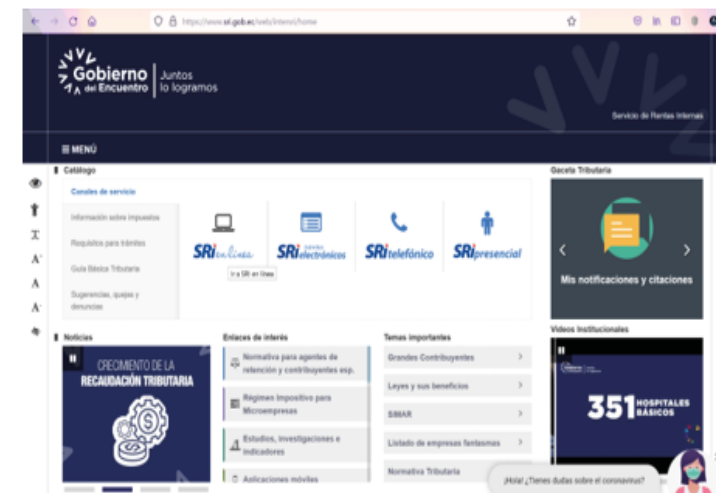 https://www.sri.gob.ec/web/intersri/home
Gobierno
del Encuentro
Juntos
lo logramos
Servicio de Rentas Internas
≡ MENÚ
Catálogo
Canales de servicio
Información sobre impuestos
Requisitos para trámites
Guía Básica Tributaria
Sugerencias, quejas y
denuncias
SRI en línea
SRI electrónicos
SRI telefónico
SRI presencial
Ir a SRI en línea
Gaceta Tributaria
Mis notificaciones y citaciones
Noticias
CRECIMIENTO DE LA
RECAUDACIÓN TRIBUTARIA
Enlaces de interés
Normativa para agentes de
retención y contribuyentes esp.
Régimen Impositivo para
Microempresas
Estudios, investigaciones e
indicadores
Aplicaciones móviles
Temas importantes
Grandes Contribuyentes
Leyes y sus beneficios
SIMAR
Listado de empresas fantasmas
Normativa Tributaria
Videos Institucionales
351 HOSPITALES
BÁSICOS
¡Hola! ¿Tienes dudas sobre el coronavirus?